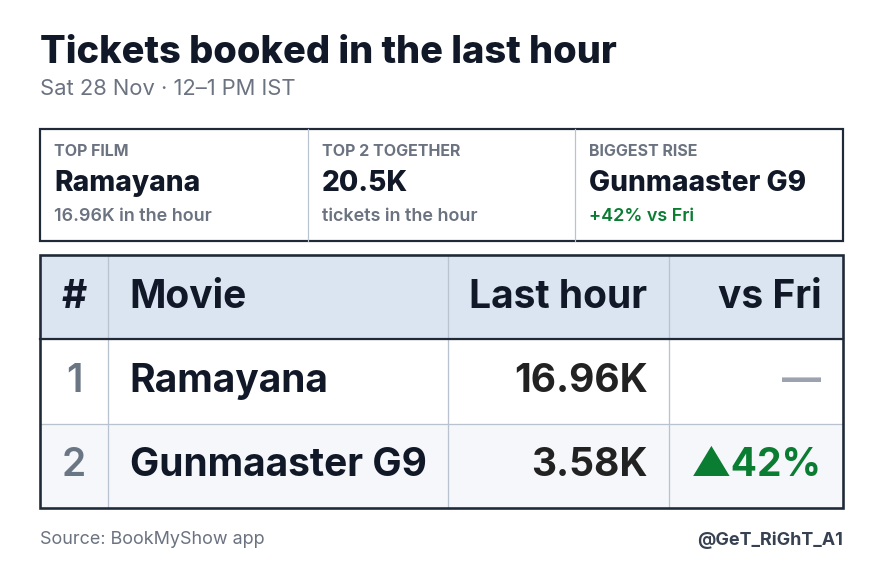 Tickets booked in the last hour
Sat 28 Nov · 12–1 PM IST
TOP FILM
Ramayana
16.96K in the hour
TOP 2 TOGETHER
20.5K
tickets in the hour
BIGGEST RISE
Gunmaaster G9
+42% vs Fri
# Movie Last hour vs Fri
1 Ramayana 16.96K —
2 Gunmaaster G9 3.58K ▲42%
Source: BookMyShow app
@GeT_RiGhT_A1